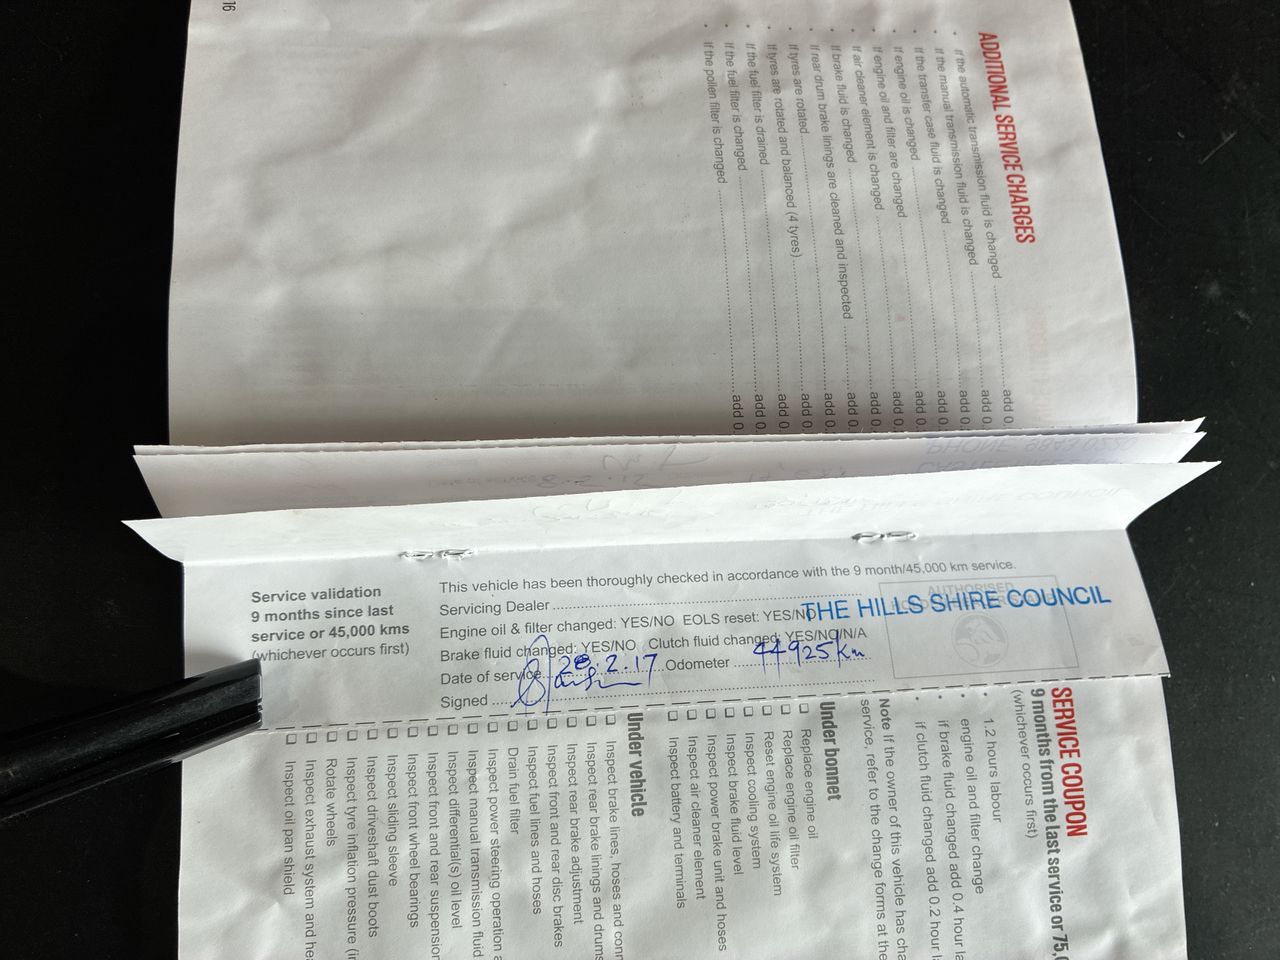 16
ADDITIONAL SERVICE CHARGES
• If the automatic transmission fluid is changed add 0.
• If the manual transmission fluid is changed add 0.
• If the transfer case fluid is changed add 0.
• If engine oil is changed add 0.
• If engine oil and filter are changed add 0.
• If air cleaner element is changed add 0.
• If brake fluid is changed add 0.
• If rear drum brake linings are cleaned and inspected add 0.
• If tyres are rotated add 0.
• If tyres are rotated and balanced (4 tyres) add 0.
• If the fuel filter is drained add 0.
• If the fuel filter is changed add 0.
• If the pollen filter is changed add 0.
Service validation
9 months since last
service or 45,000 kms
(whichever occurs first)
This vehicle has been thoroughly checked in accordance with the 9 month/45,000 km service.
Servicing Dealer
THE HILLS SHIRE COUNCIL
AUTHORISED
Engine oil & filter changed: YES/NO EOLS reset: YES/NO
Brake fluid changed: YES/NO Clutch fluid changed: YES/NO/N/A
Date of service 28.2.17 Odometer 44925km
Signed
SERVICE COUPON
9 months from the last service or 75,0
(whichever occurs first)
• 1.2 hours labour
engine oil and filter change
• if brake fluid changed add 0.4 hour
• if clutch fluid changed add 0.2 hour
Note If the owner of this vehicle has
service, refer to the change forms at the
Under bonnet
Replace engine oil
Replace engine oil filter
Reset engine oil life system
Inspect cooling system
Inspect brake fluid level
Inspect power brake unit and hoses
Inspect air cleaner element
Inspect battery and terminals
Under vehicle
Inspect brake lines, hoses and
Inspect rear brake linings and drums
Inspect rear brake adjustment
Inspect front and rear disc brakes
Inspect fuel lines and hoses
Drain fuel filter
Inspect power steering operation
Inspect manual transmission fluid
Inspect differential(s) oil level
Inspect front and rear suspension
Inspect front wheel bearings
Inspect sliding sleeve
Inspect driveshaft dust boots
Inspect tyre inflation pressure
Rotate wheels
Inspect exhaust system and
Inspect oil pan shield